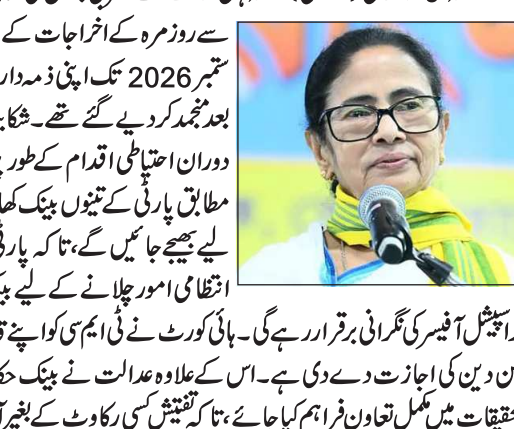 سے روزمرہ کے اخراجات کے
ستمبر 2026 تک اپنی ذمہ دار
بعد منجمد کر دیے گئے تھے۔ شکایت
دوران احتیاطی اقدام کے طور پر
مطابق پارٹی کے تینوں بینک کھا
لیے بھیجے جائیں گے، تاکہ پارٹی
انتظامی امور چلانے کے لیے
اسپیشل آفیسر کی نگرانی برقرار رہے گی۔ ہائی کورٹ نے ٹی ایم سی کو اپنے
دین کی اجازت دے دی ہے۔ اس کے علاوہ عدالت نے بینک
تحقیقات میں مکمل تعاون فراہم کیا جائے، تاکہ تفتیش کسی رکاوٹ کے بغیر